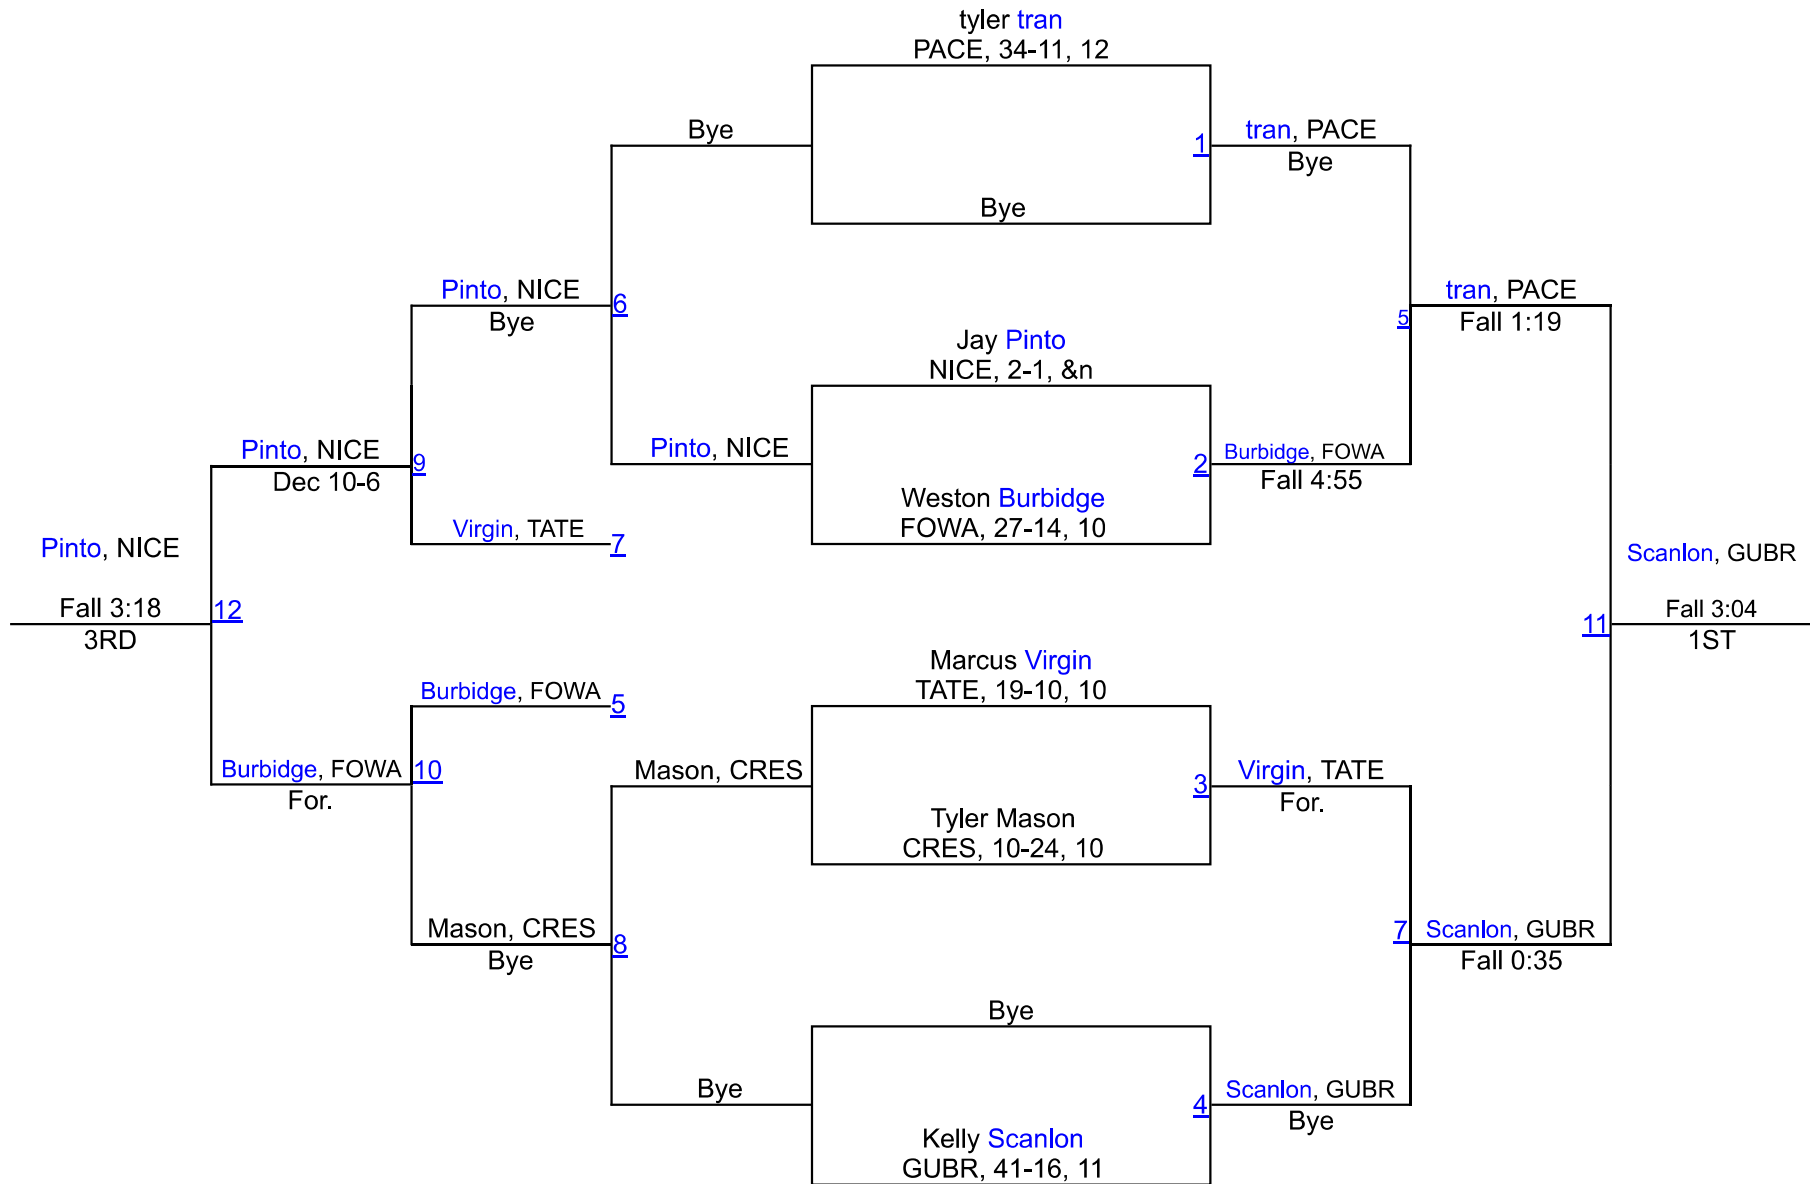 tyler tran
PACE, 34-11, 12
Bye
1
tran, PACE
Bye
Bye
Pinto, NICE
Bye
6
tran, PACE
Fall 1:19
5
Jay Pinto
NICE, 2-1, &n
Pinto, NICE
Dec 10-6
9
Pinto, NICE
2
Burbidge, FOWA
Fall 4:55
Weston Burbidge
FOWA, 27-14, 10
Virgin, TATE
7
Pinto, NICE
Fall 3:18
3RD
12
Scanlon, GUBR
Fall 3:04
1ST
11
Marcus Virgin
TATE, 19-10, 10
Burbidge, FOWA
5
Burbidge, FOWA
For.
10
Mason, CRES
3
Virgin, TATE
For.
Tyler Mason
CRES, 10-24, 10
Mason, CRES
Bye
8
7
Scanlon, GUBR
Fall 0:35
Bye
Bye
4
Scanlon, GUBR
Bye
Kelly Scanlon
GUBR, 41-16, 11